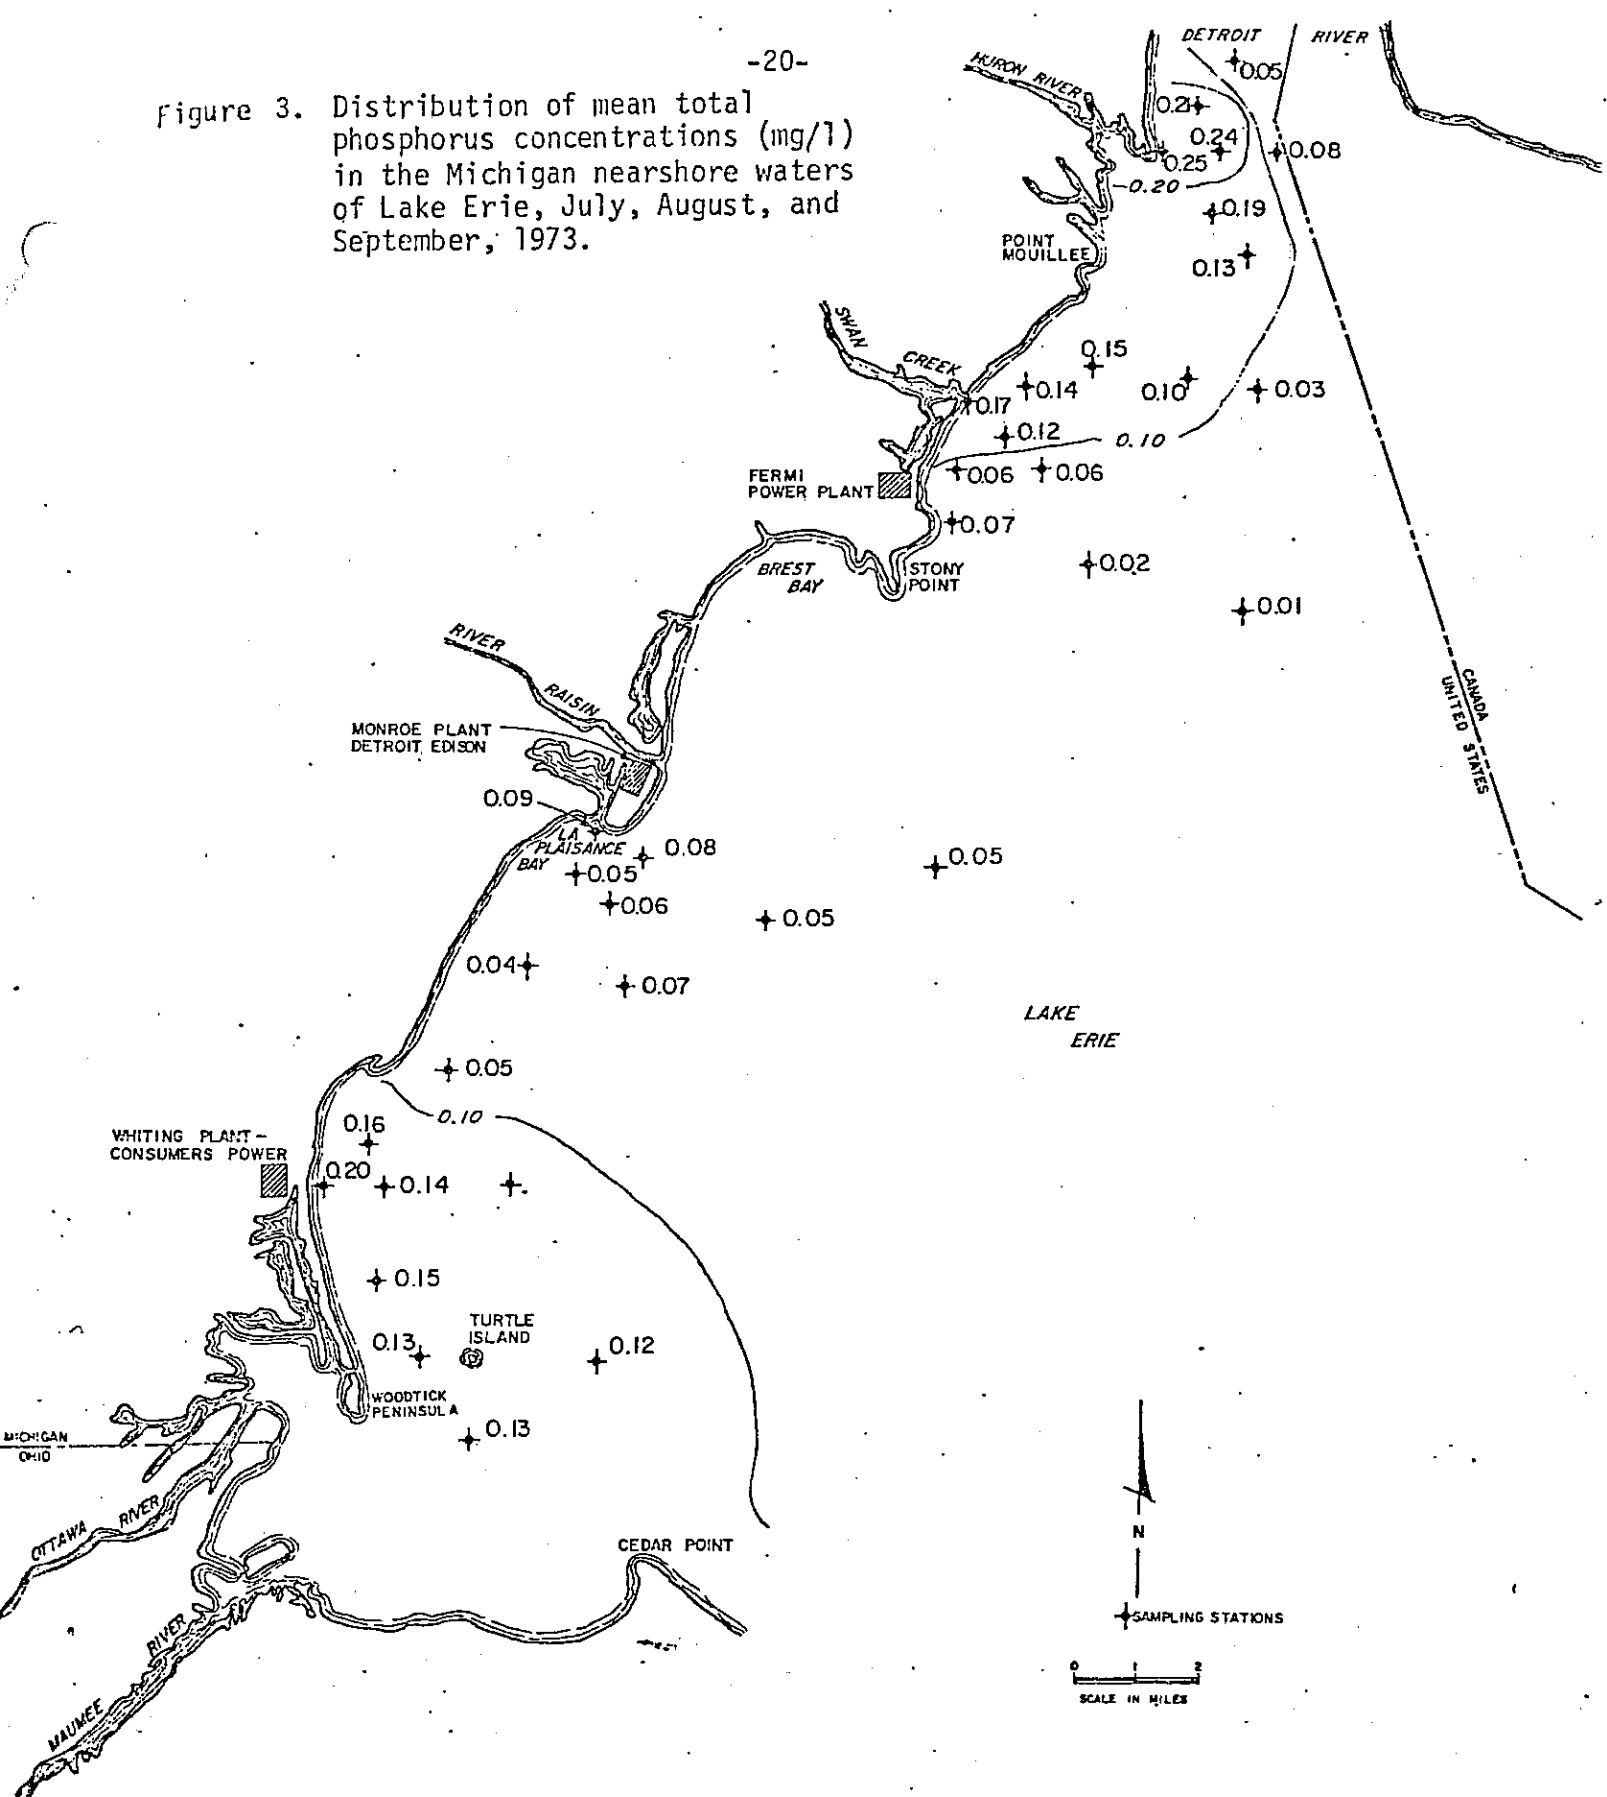 -20-
Figure 3. Distribution of mean total
phosphorus concentrations (mg/l)
in the Michigan nearshore waters
of Lake Erie, July, August, and
September, 1973.
DETROIT RIVER
0.05
HURON RIVER
0.21
0.24
0.25
0.08
0.20
0.19
POINT
MOUILLEE
0.13
SWAN CREEK
0.15
0.14
0.10
0.03
0.17
0.12
0.10
FERMI
POWER PLANT
0.06
0.06
0.07
BREST
BAY
STONY
POINT
0.02
0.01
RIVER RAISIN
CANADA
UNITED STATES
MONROE PLANT
DETROIT EDISON
0.09
LA
PLAISANCE
BAY
0.08
0.05
0.05
0.06
0.05
0.04
0.07
LAKE
ERIE
0.05
0.10
0.16
WHITING PLANT-
CONSUMERS POWER
0.20
0.14
0.15
TURTLE
ISLAND
0.13
0.12
WOODTICK
PENINSULA
0.13
MICHIGAN
OHIO
OTTAWA RIVER
CEDAR POINT
N
SAMPLING STATIONS
MAUMEE RIVER
0 1 2
SCALE IN MILES